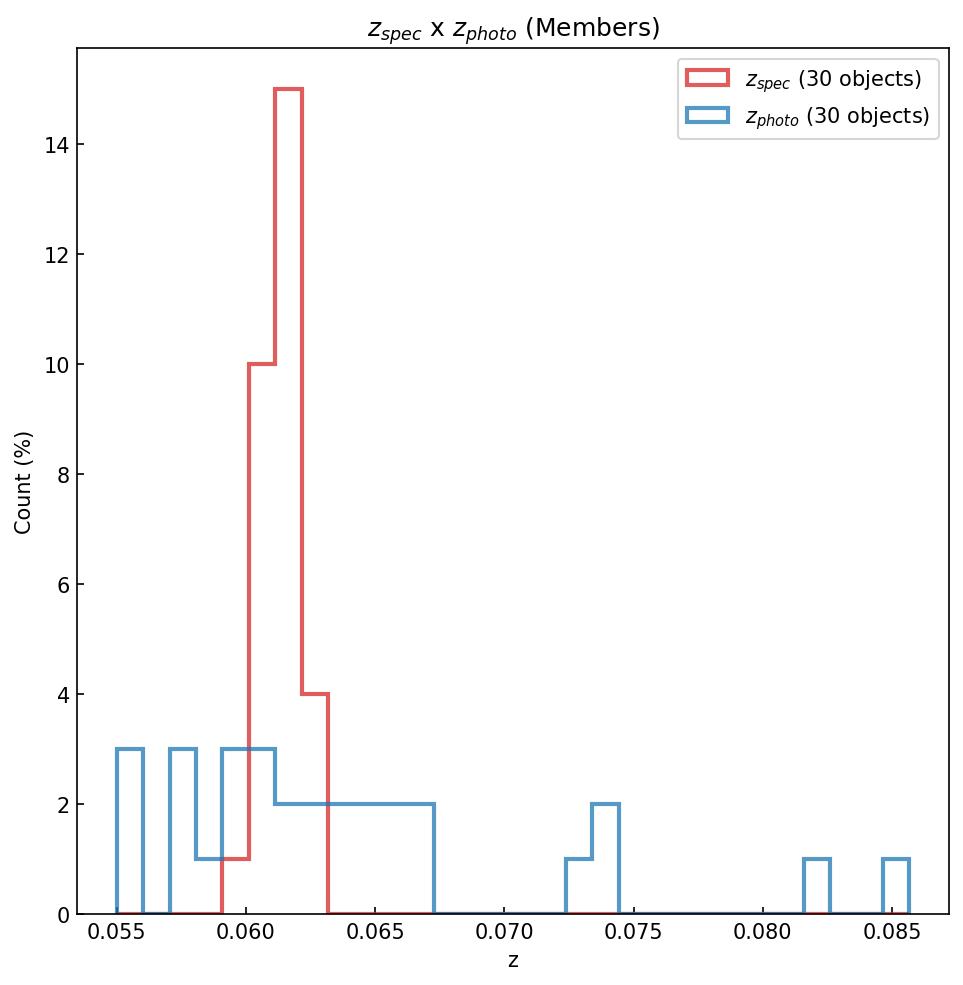 z_spec x z_photo (Members)
z_spec (30 objects)
z_photo (30 objects)
Count (%)
14
12
10
8
6
4
2
0
0.055 0.060 0.065 0.070 0.075 0.080 0.085
z